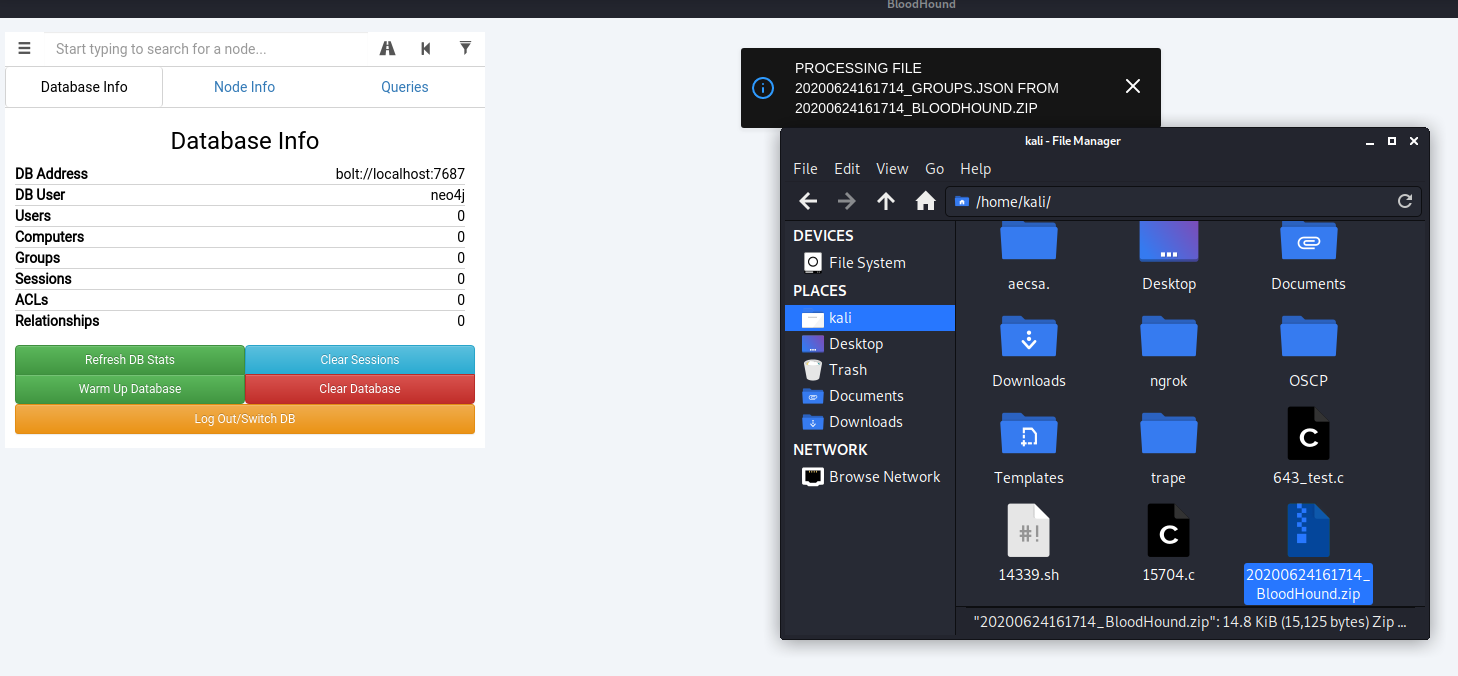 BloodHound
Start typing to search for a node...
Database Info
Node Info
Queries
Database Info
DB Address bolt://localhost:7687
DB User neo4j
Users 0
Computers 0
Groups 0
Sessions 0
ACLs 0
Relationships 0
Refresh DB Stats
Clear Sessions
Warm Up Database
Clear Database
Log Out/Switch DB
PROCESSING FILE
20200624161714_GROUPS.JSON FROM
20200624161714_BLOODHOUND.ZIP
kali - File Manager
File Edit View Go Help
/home/kali/
DEVICES
File System
PLACES
kali
Desktop
Trash
Documents
Downloads
NETWORK
Browse Network
aecsa.
Desktop
Documents
Downloads
ngrok
OSCP
Templates
trape
C
643_test.c
#!
14339.sh
C
15704.c
20200624161714_
BloodHound.zip
"20200624161714_BloodHound.zip": 14.8 KiB (15,125 bytes) Zip ...